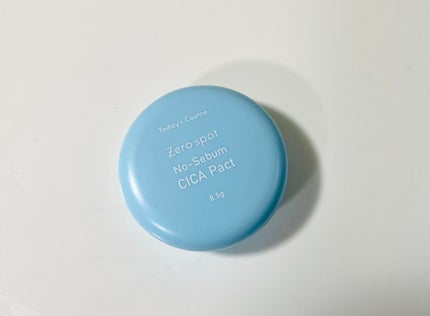 Today's Cosme
Zero spot
No-Sebum
CICA Pact
8.5g